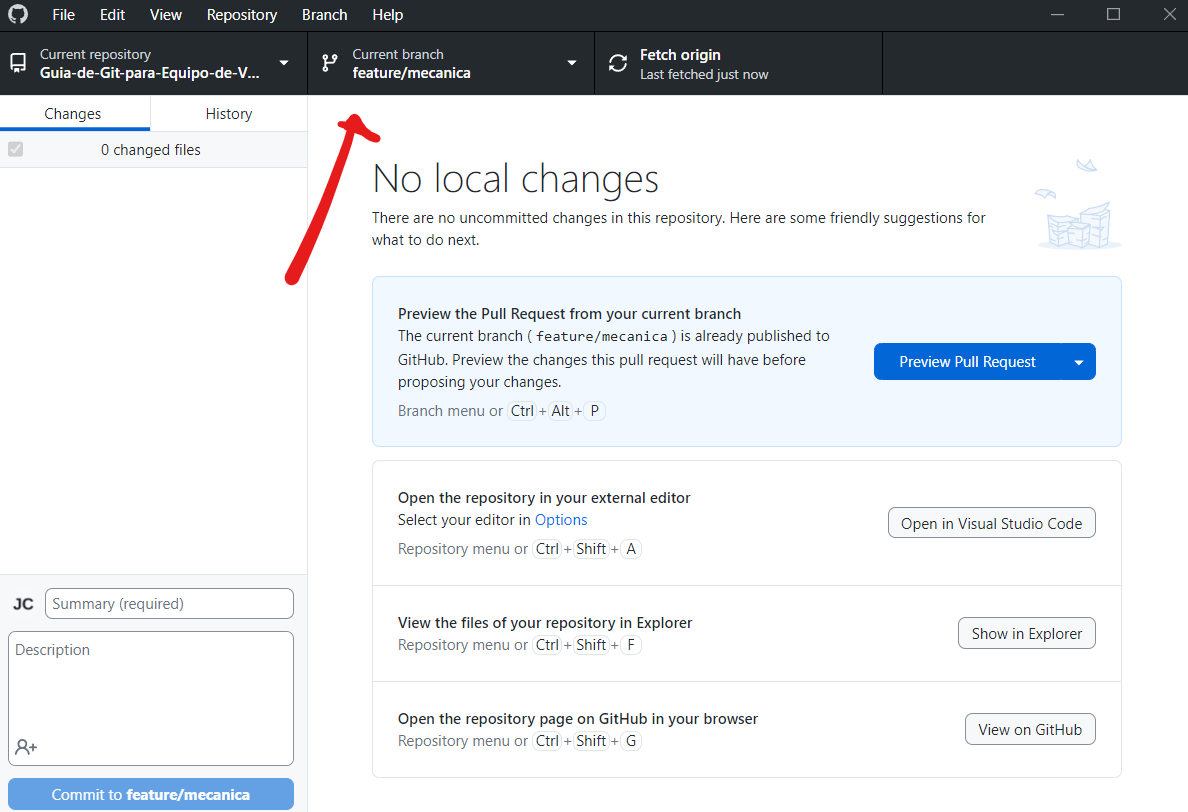 File Edit View Repository Branch Help
Current repository
Guia-de-Git-para-Equipo-de-V...
Current branch
feature/mecanica
Fetch origin
Last fetched just now
Changes History
0 changed files
No local changes
There are no uncommitted changes in this repository. Here are some friendly suggestions for
what to do next.
Preview the Pull Request from your current branch
The current branch ( feature/mecanica ) is already published to
GitHub. Preview the changes this pull request will have before
proposing your changes.
Branch menu or Ctrl + Alt + P
Preview Pull Request
Open the repository in your external editor
Select your editor in Options
Repository menu or Ctrl + Shift + A
Open in Visual Studio Code
View the files of your repository in Explorer
Repository menu or Ctrl + Shift + F
Show in Explorer
Open the repository page on GitHub in your browser
Repository menu or Ctrl + Shift + G
View on GitHub
JC Summary (required)
Description
Commit to feature/mecanica